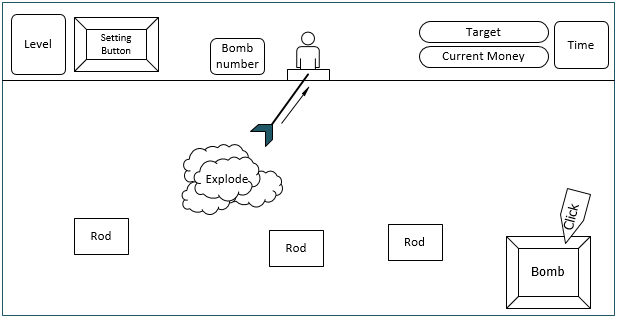 Level
Setting
Button
Bomb
number
Target
Current Money
Time
Explode
Rod
Rod
Rod
Click
Bomb